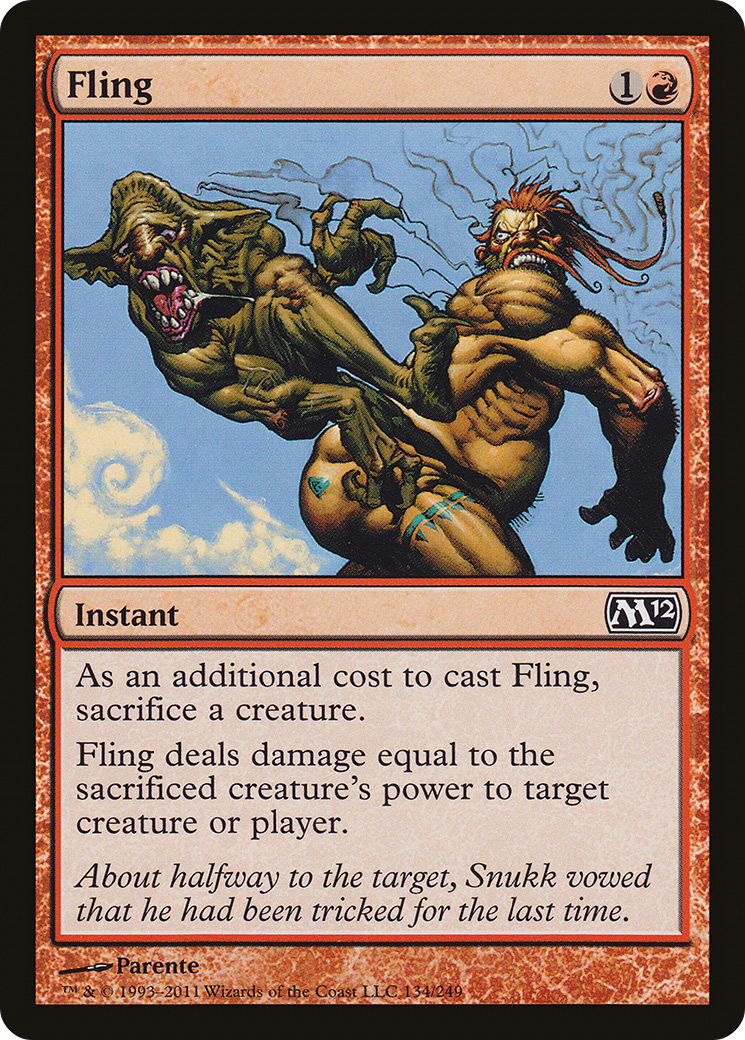 Fling
1
Instant
M12
As an additional cost to cast Fling,
sacrifice a creature.
Fling deals damage equal to the
sacrificed creature's power to target
creature or player.
About halfway to the target, Snukk vowed
that he had been tricked for the last time.
Parente
™ & © 1993–2011 Wizards of the Coast LLC 134/249